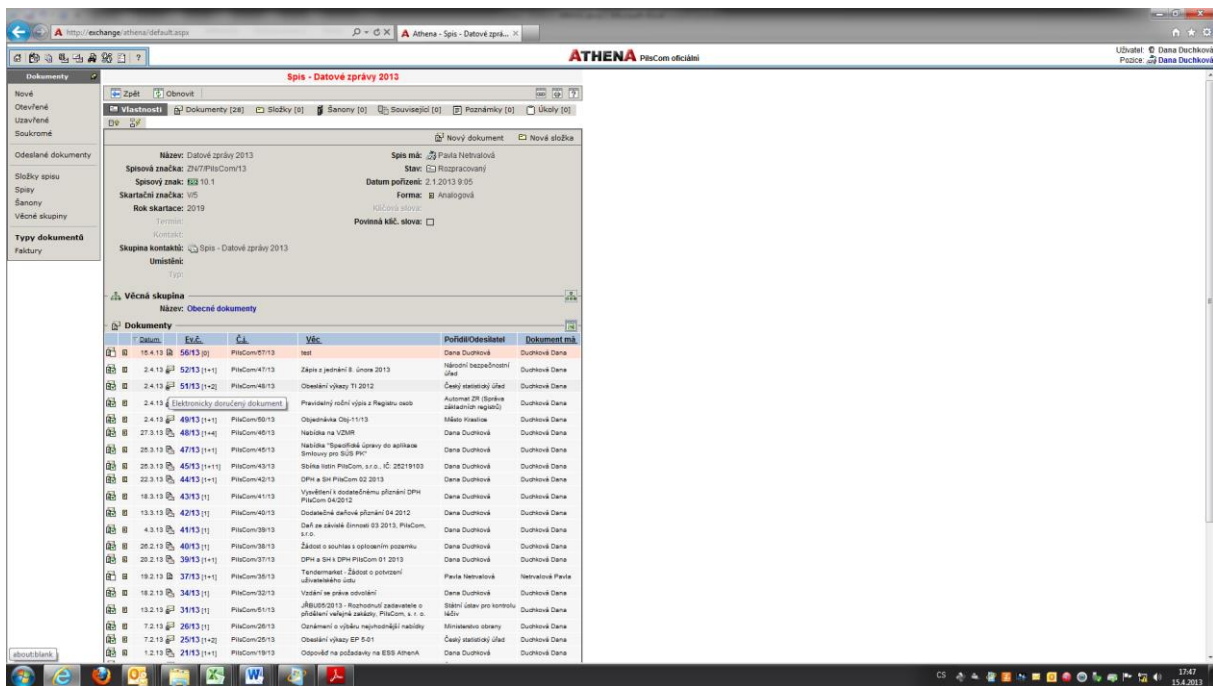 http://exchange/athena/default.aspx
Athena - Spis - Datové zprá...
ATHENA PilsCom oficiální
Uživatel: Dana Duchková
Pozice: Dana Duchková
Dokumenty
Nové
Otevřené
Uzavřené
Soukromé
Odeslané dokumenty
Složky spisu
Spisy
Šanony
Věcné skupiny
Typy dokumentů
Faktury
Spis - Datové zprávy 2013
Zpět Obnovit
Vlastnosti Dokumenty [28] Složky [0] Šanony [0] Související [0] Poznámky [0] Úkoly [0]
Nový dokument Nová složka
Název: Datové zprávy 2013 Spis má: Pavla Netrvalová
Spisová značka: ZN/7/PilsCom/13 Stav: Rozpracovaný
Spisový znak: 10.1 Datum pořízení: 2.1.2013 9:05
Skartační značka: V/5 Forma: Analogová
Rok skartace: 2019 Klíčová slova:
Termín: Povinná klíč. slova:
Kontakt:
Skupina kontaktů: Spis - Datové zprávy 2013
Umístění:
Typ:
Věcná skupina
Název: Obecné dokumenty
Dokumenty
Datum Ev.č. Č.j. Věc Pořídil/Odesilatel Dokument má
15.4.13 56/13 [0] PilsCom/57/13 test Dana Duchková Duchková Dana
2.4.13 52/13 [1+1] PilsCom/47/13 Zápis z jednání 8. února 2013 Národní bezpečnostní úřad Duchková Dana
2.4.13 51/13 [1+2] PilsCom/48/13 Obeslání výkazy TI 2012 Český statistický úřad Duchková Dana
2.4.13 Elektronicky doručený dokument Pravidelný roční výpis z Registru osob Automat ZR (Správa základních registrů) Duchková Dana
2.4.13 49/13 [1+1] PilsCom/50/13 Objednávka Obj-11/13 Město Kraslice Duchková Dana
27.3.13 48/13 [1+4] PilsCom/46/13 Nabídka na VZMR Dana Duchková Duchková Dana
25.3.13 47/13 [1+1] PilsCom/45/13 Nabídka "Specifické úpravy do aplikace Smlouvy pro SÚS PK" Dana Duchková Duchková Dana
25.3.13 45/13 [1+11] PilsCom/43/13 Sbírka listin PilsCom, s.r.o., IČ: 25219103 Dana Duchková Duchková Dana
22.3.13 44/13 [1+1] PilsCom/42/13 DPH a SH PilsCom 02 2013 Dana Duchková Duchková Dana
18.3.13 43/13 [1] PilsCom/41/13 Vysvětlení k dodatečnému přiznání DPH PilsCom 04/2012 Dana Duchková Duchková Dana
13.3.13 42/13 [1] PilsCom/40/13 Dodatečné daňové přiznání 04 2012 Dana Duchková Duchková Dana
4.3.13 41/13 [1] PilsCom/39/13 Daň ze závislé činnosti 03 2013, PilsCom, s.r.o. Dana Duchková Duchková Dana
26.2.13 40/13 [1] PilsCom/38/13 Žádost o souhlas s oplocením pozemku Dana Duchková Duchková Dana
20.2.13 39/13 [1+1] PilsCom/37/13 DPH a SH k DPH PilsCom 01 2013 Dana Duchková Duchková Dana
19.2.13 37/13 [1+1] PilsCom/35/13 Tendermarket - Žádost o potvrzení uživatelského účtu Pavla Netrvalová Netrvalová Pavla
18.2.13 34/13 [1] PilsCom/32/13 Vzdání se práva odvolání Dana Duchková Duchková Dana
13.2.13 31/13 [1] PilsCom/51/13 JŘBU05/2013 - Rozhodnutí zadavatele o přidělení veřejné zakázky, PilsCom, s. r. o. Státní ústav pro kontrolu léčiv Duchková Dana
7.2.13 26/13 [1] PilsCom/26/13 Oznámení o výběru nejvhodnější nabídky Ministerstvo obrany Duchková Dana
7.2.13 25/13 [1+2] PilsCom/25/13 Obeslání výkazy EP 5-01 Český statistický úřad Duchková Dana
1.2.13 21/13 [1+1] PilsCom/19/13 Odpověď na požadavky na ESS AthenA Dana Duchková Duchková Dana
about:blank
CS
17:47
15.4.2013